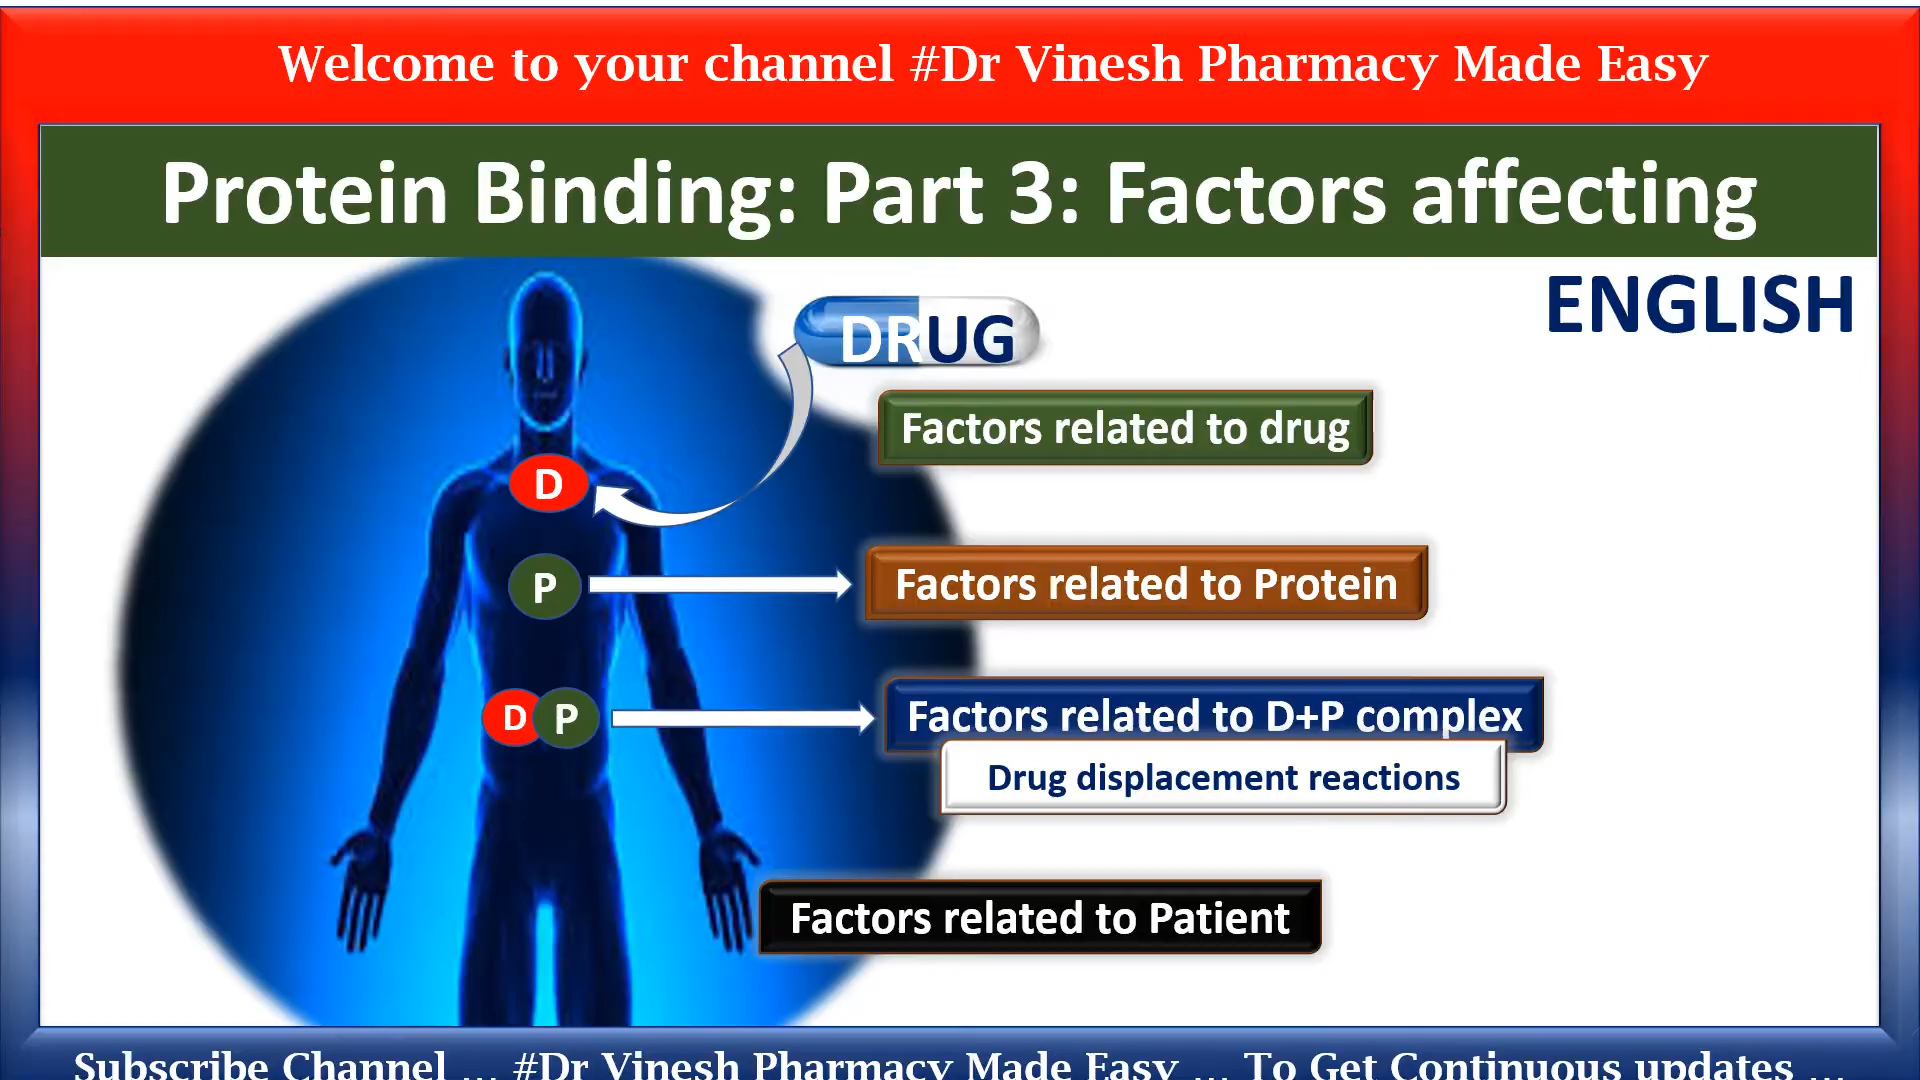 Welcome to your channel #Dr Vinesh Pharmacy Made Easy
Protein Binding: Part 3: Factors affecting
ENGLISH
DRUG
Factors related to drug
D
P
Factors related to Protein
D P
Factors related to D+P complex
Drug displacement reactions
Factors related to Patient
Subscribe Channel ... #Dr Vinesh Pharmacy Made Easy ... To Get Continuous updates ...